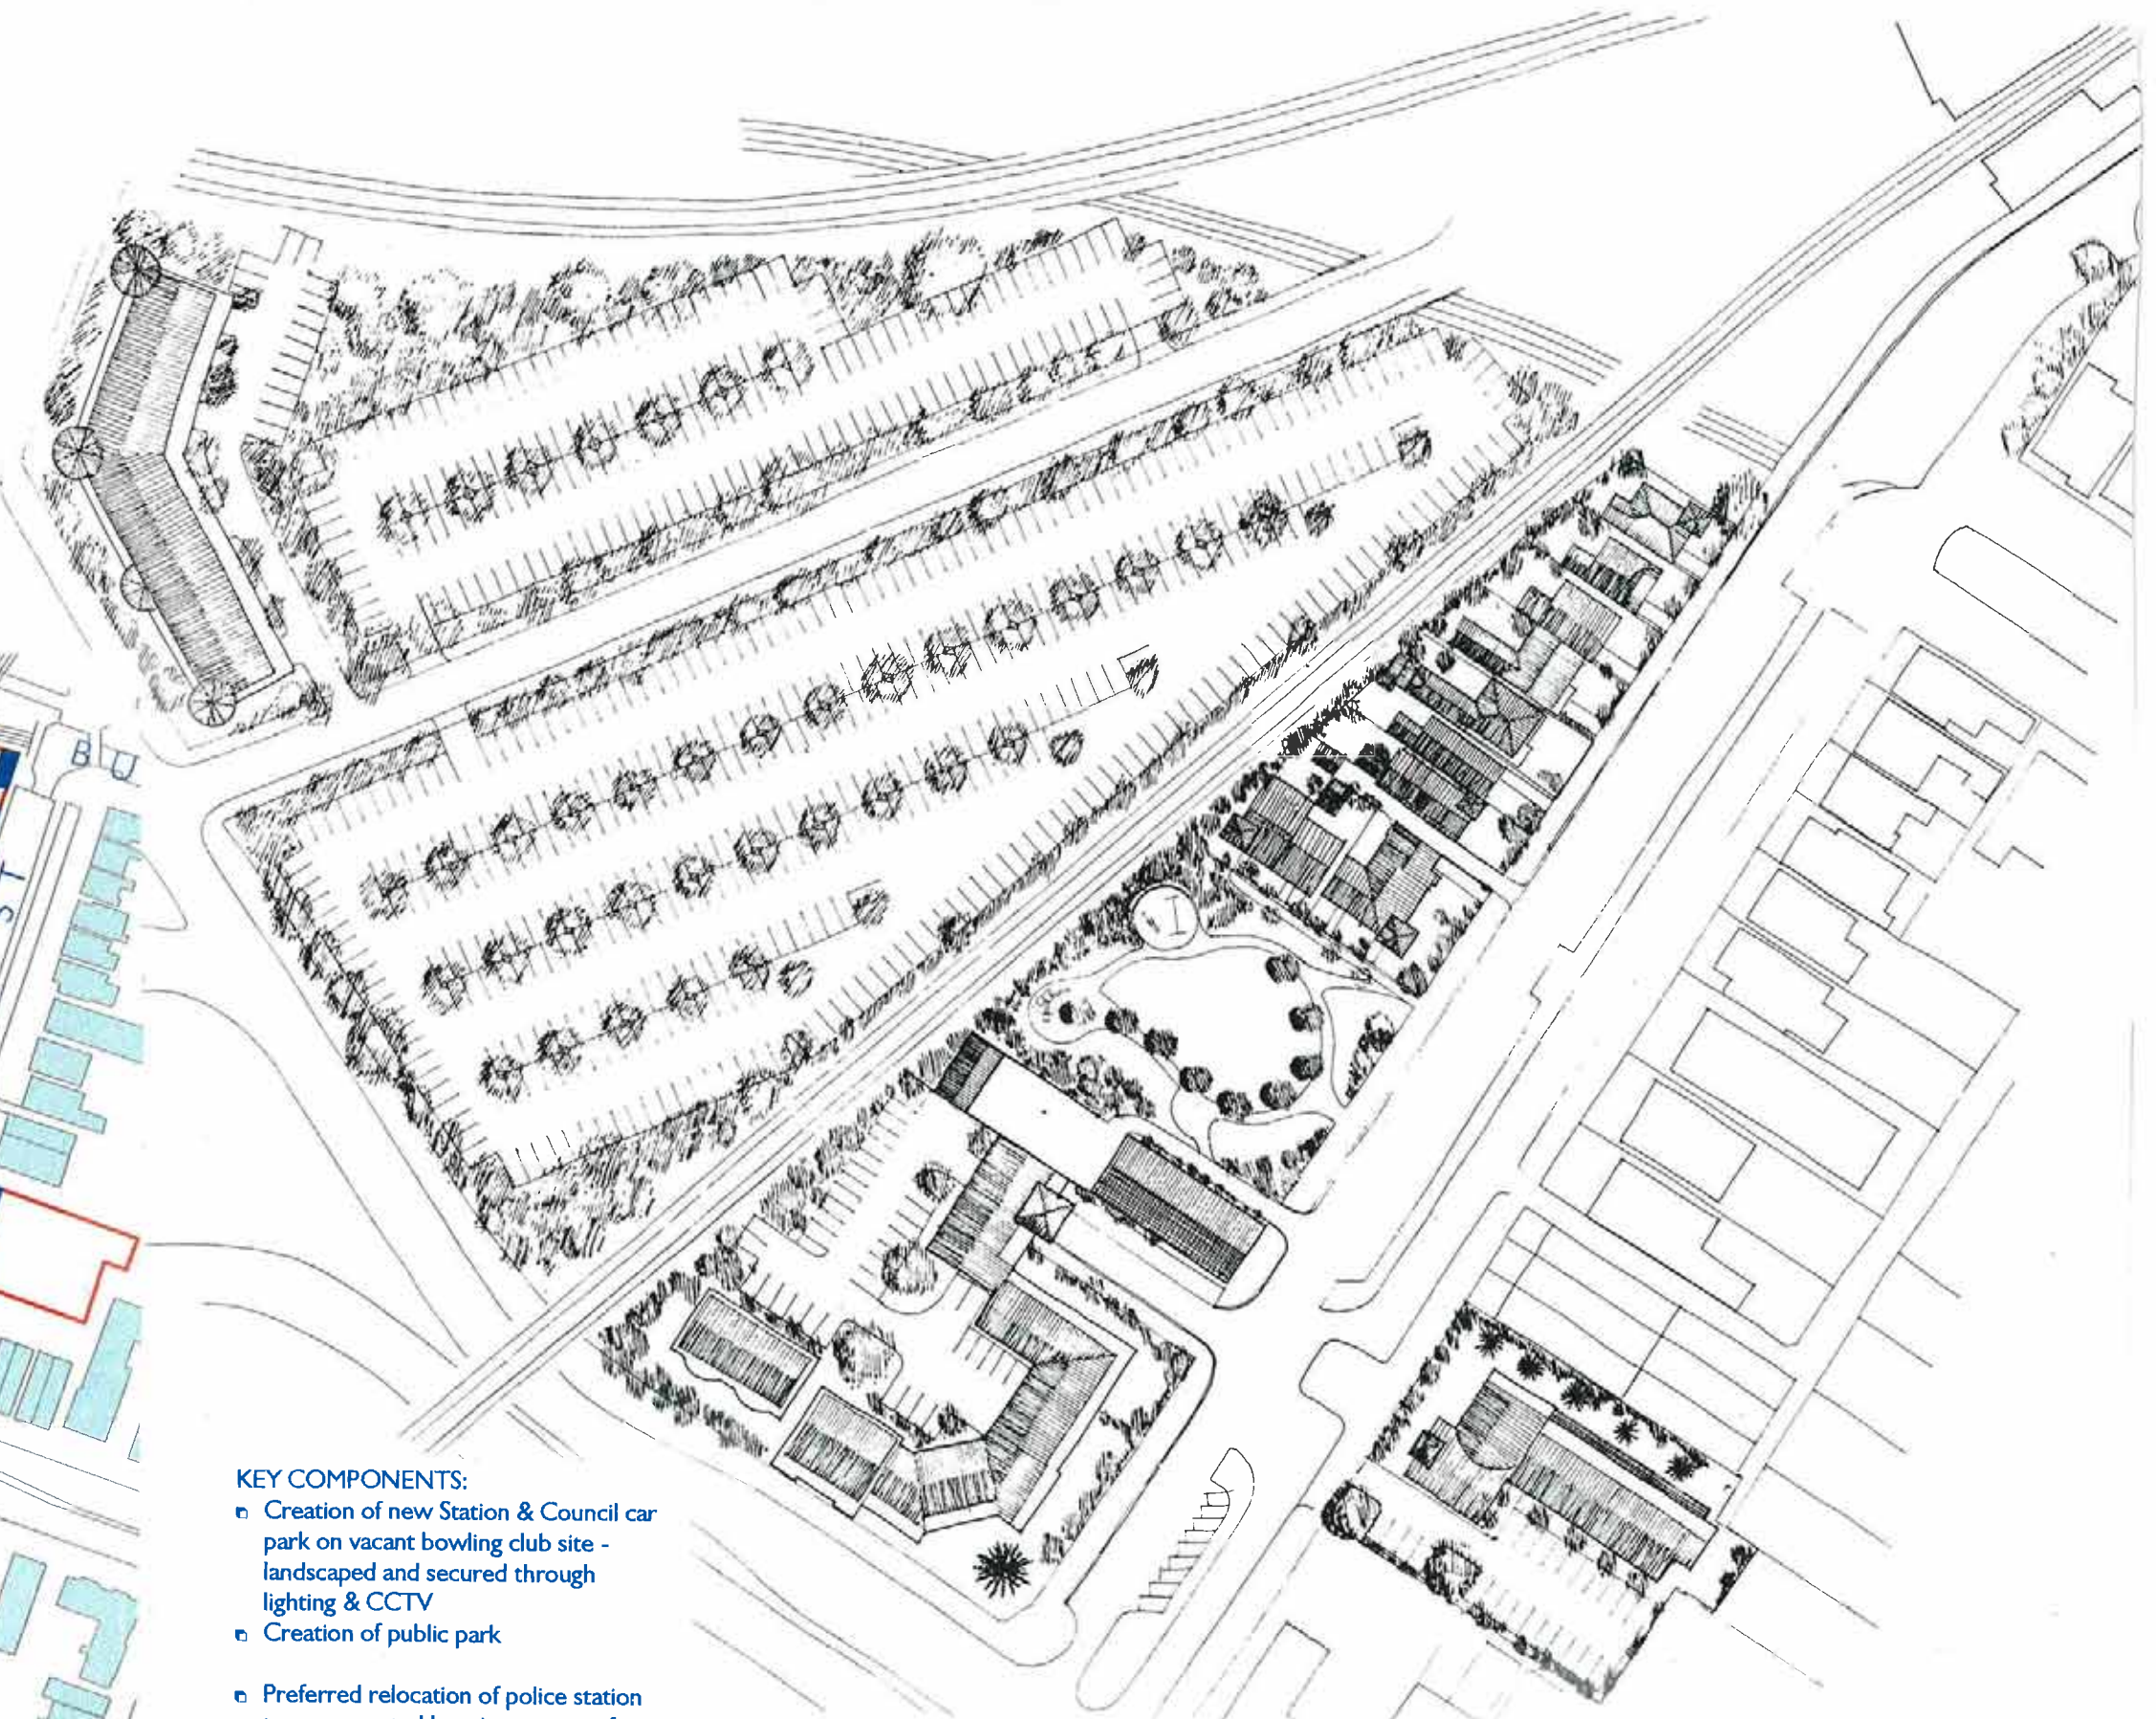 B U
S T
KEY COMPONENTS:
Creation of new Station & Council car
park on vacant bowling club site -
landscaped and secured through
lighting & CCTV
Creation of public park
Preferred relocation of police station